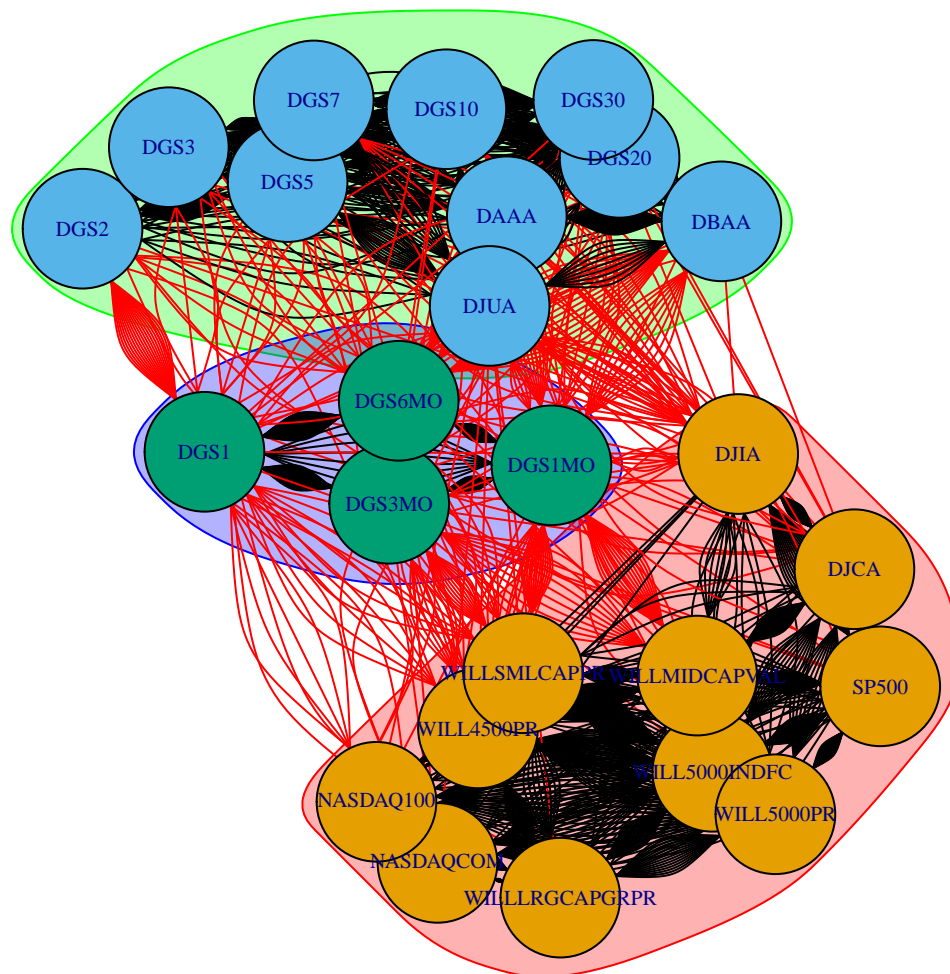 DGS7
DGS10
DGS30
DGS3
DGS20
DGS5
DAAA
DBAA
DGS2
DJUA
DGS6MO
DGS1
DJIA
DGS1MO
DGS3MO
DJCA
WILLSMLCAPPR
WILLMIDCAPVAL
SP500
WILL4500PR
WILL5000INDFC
NASDAQ100
WILL5000PR
NASDAQCOM
WILLLRGCAPGRPR